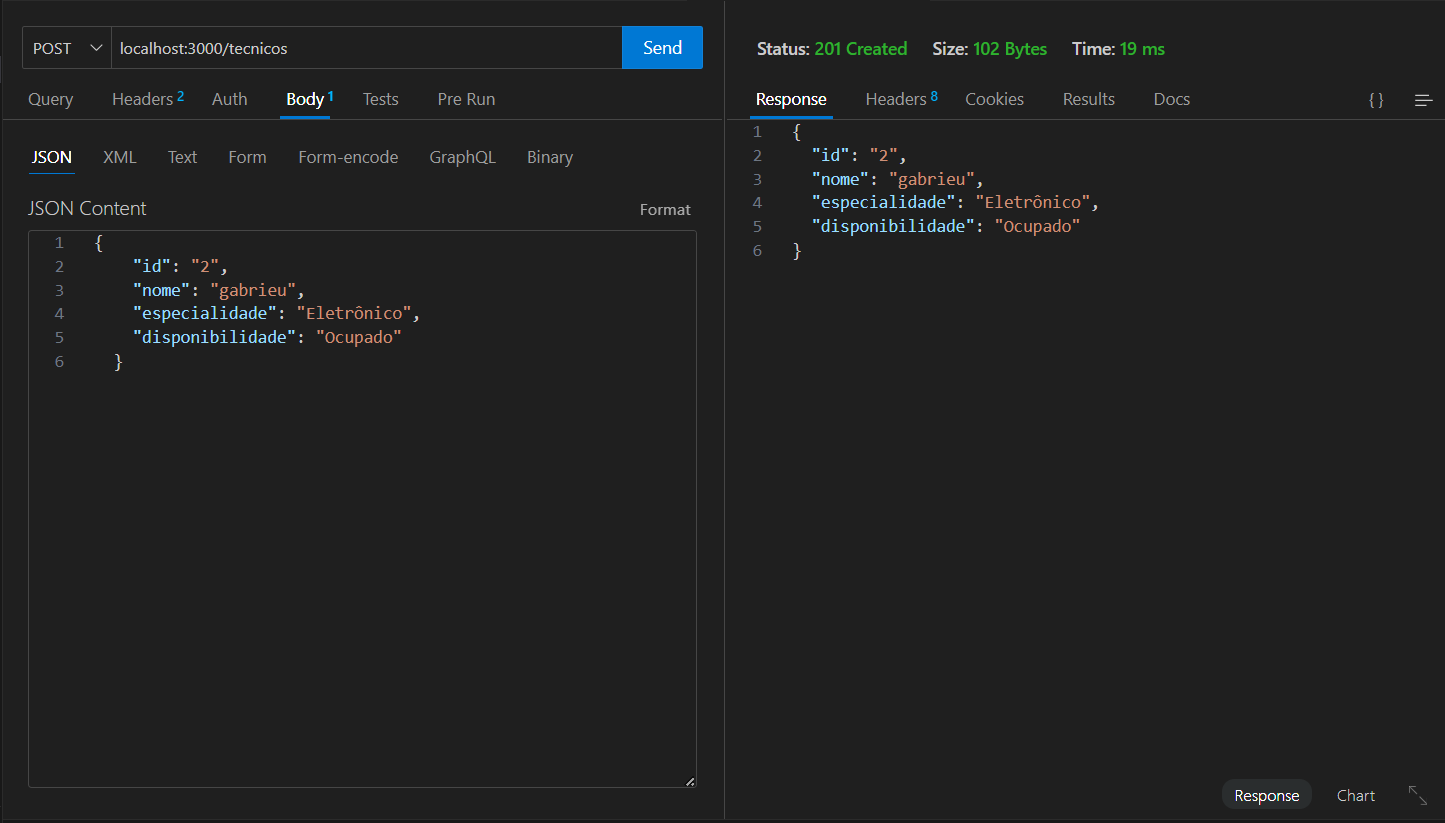 POST localhost:3000/tecnicos Send
Query Headers 2 Auth Body 1 Tests Pre Run
JSON XML Text Form Form-encode GraphQL Binary
JSON Content Format
1 {
2 "id": "2",
3 "nome": "gabrieu",
4 "especialidade": "Eletrônico",
5 "disponibilidade": "Ocupado"
6 }
Status: 201 Created Size: 102 Bytes Time: 19 ms
Response Headers 8 Cookies Results Docs { }
1 {
2 "id": "2",
3 "nome": "gabrieu",
4 "especialidade": "Eletrônico",
5 "disponibilidade": "Ocupado"
6 }
Response Chart